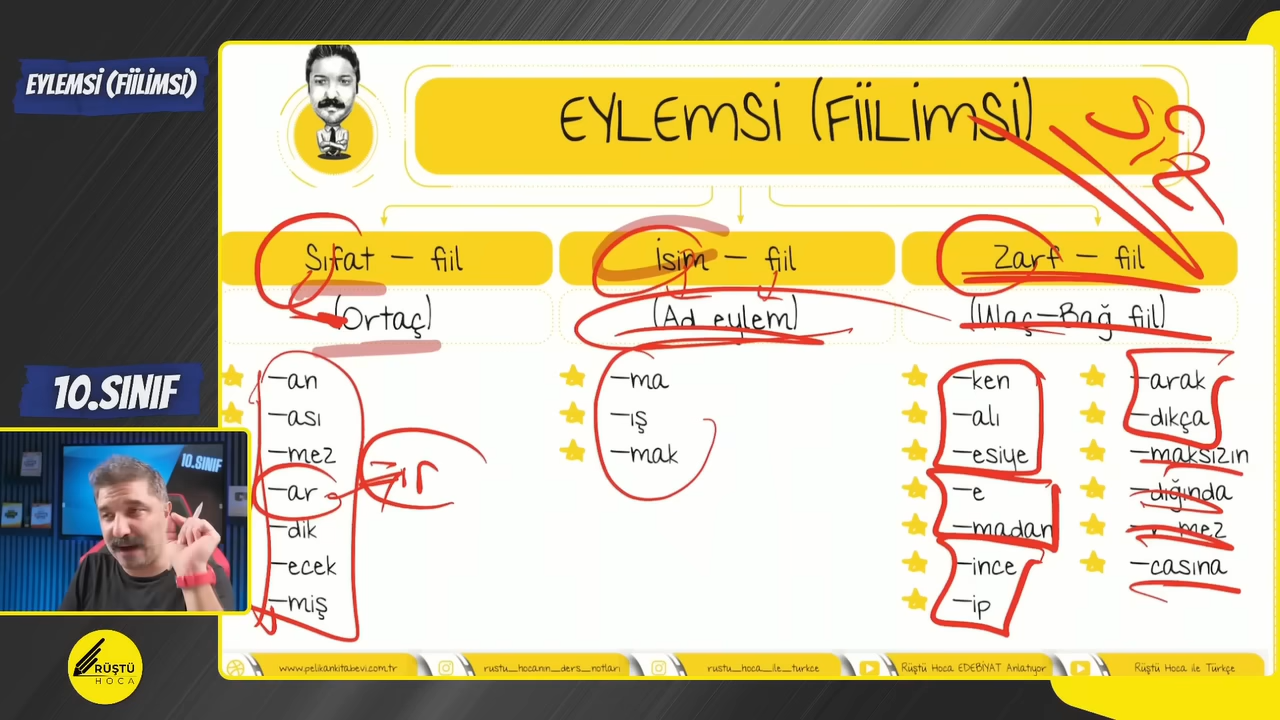 EYLEMSİ (FİİLİMSİ)
EYLEMSİ (FİİLİMSİ)
Sıfat – fiil
İsim – fiil
Zarf – fiil
(Ortaç)
(Ad eylem)
(Ulaç–Bağ fiil)
–an
–ası
–mez
–ar
–dik
–ecek
–miş
–ır
–ma
–ış
–mak
–ken
–alı
–esiye
–e
–madan
–ince
–ip
–arak
–dıkça
–maksızın
–dığında
–r mez
–casına
10.SINIF
10.SINIF
RÜŞTÜ
HOCA
www.pelikankitabevi.com.tr
rustu_hocanın_ders_notları
rustu_hoca_ile_turkce
Rüştü Hoca EDEBİYAT Anlatıyor
Rüştü Hoca ile Türkçe